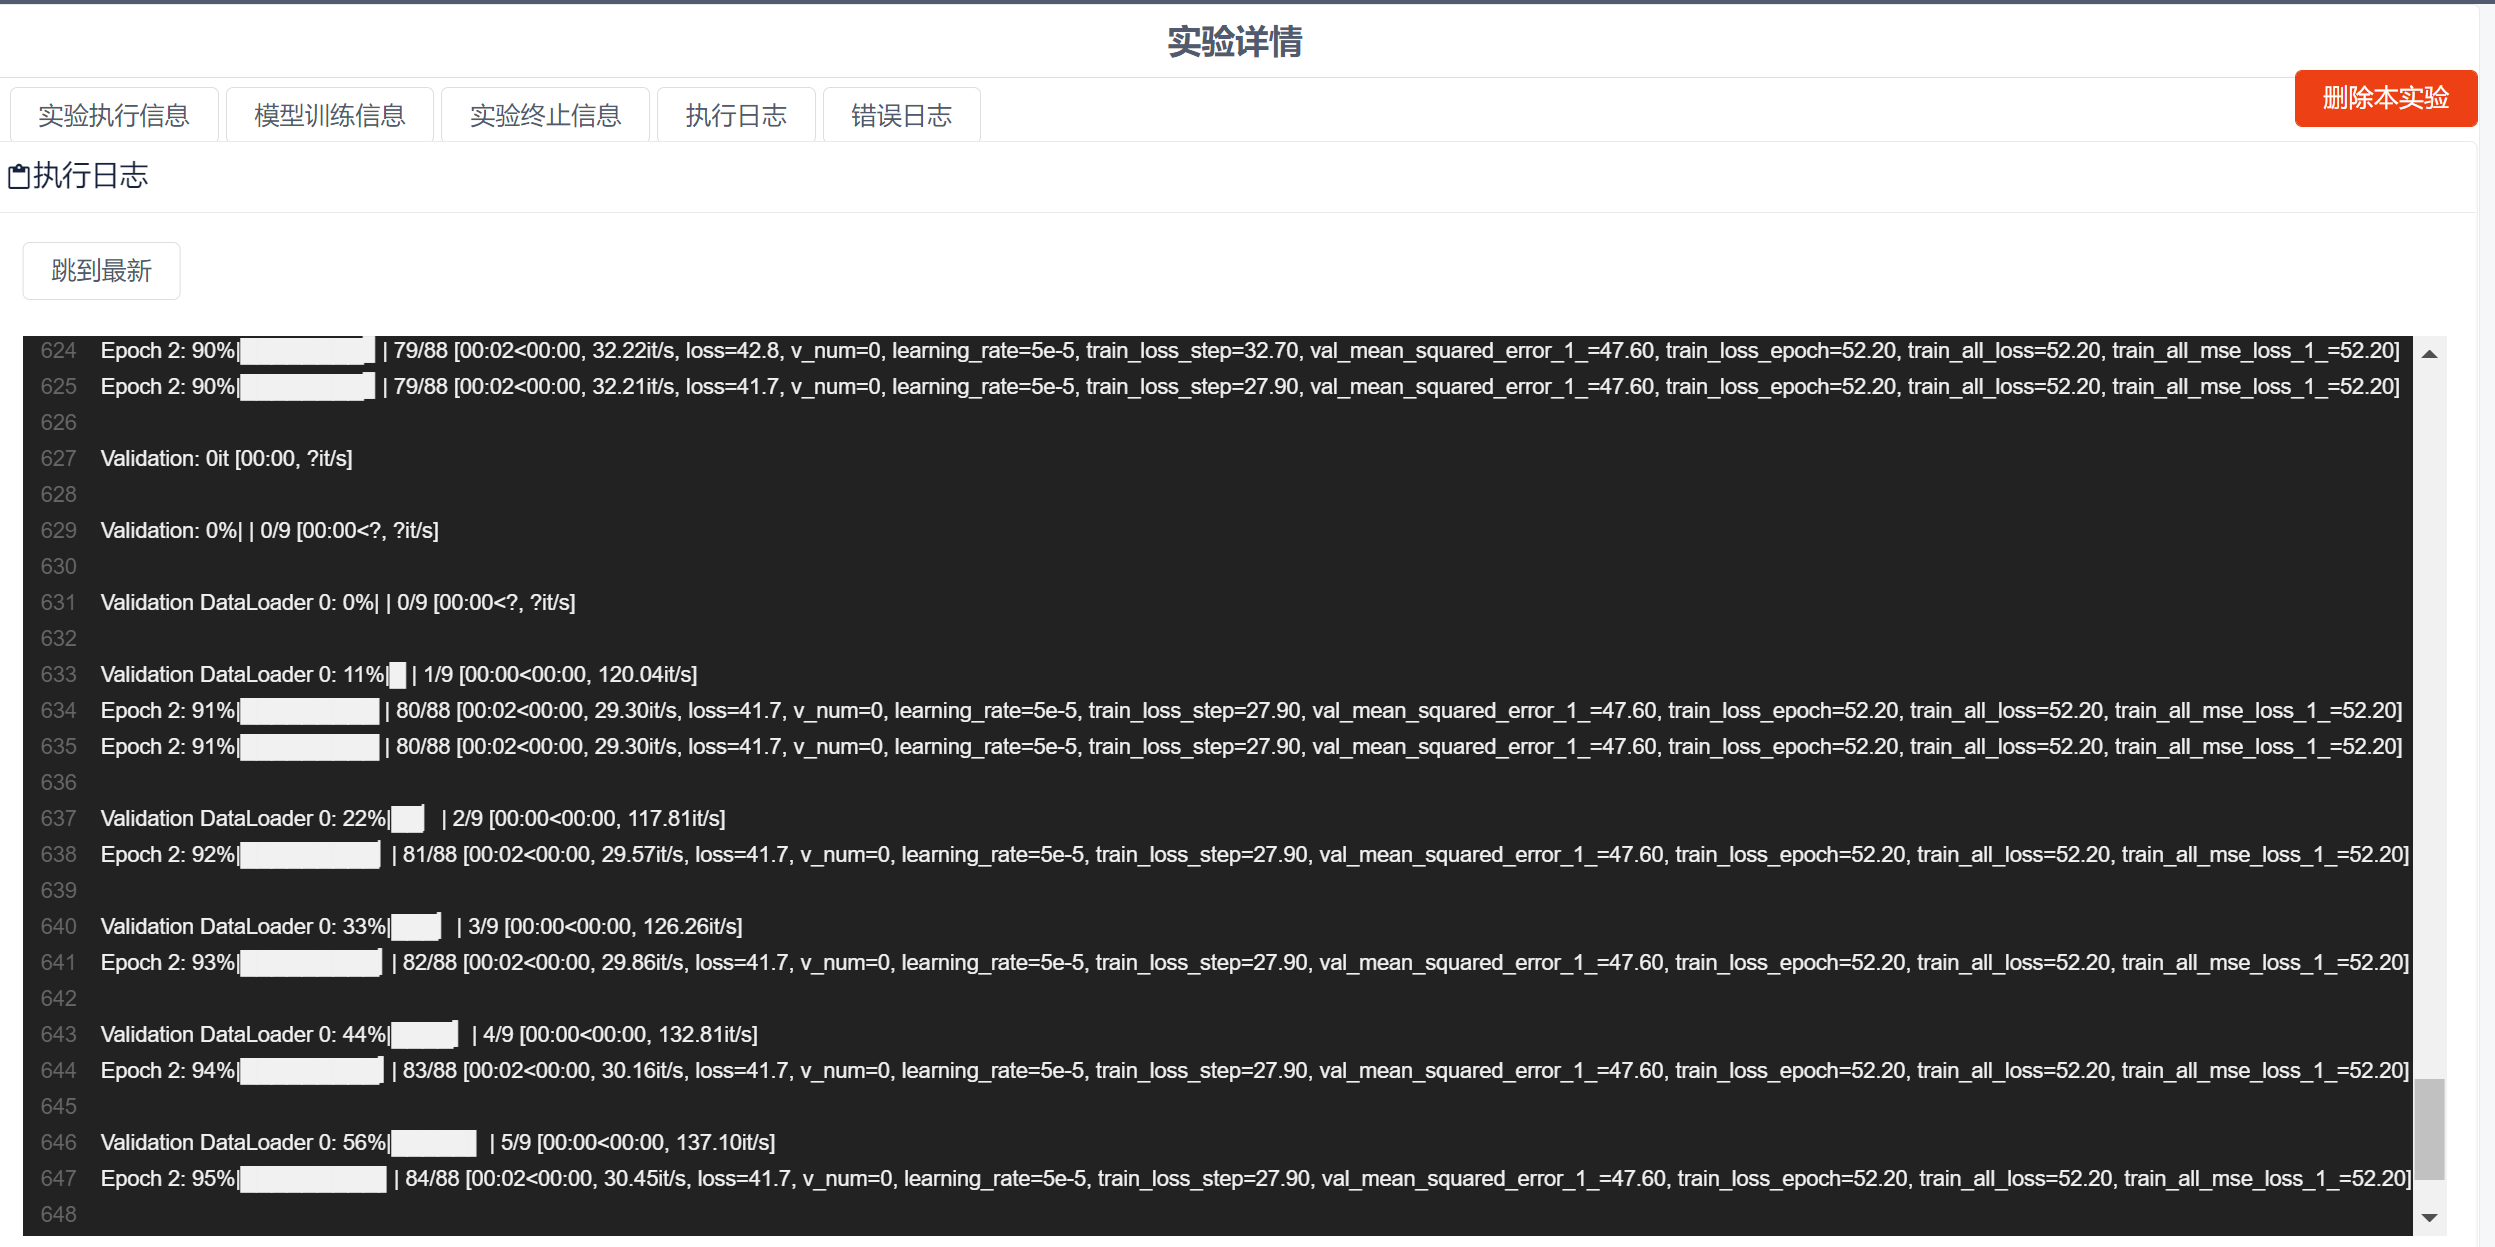 实验详情
实验执行信息 模型训练信息 实验终止信息 执行日志 错误日志 删除本实验
执行日志
跳到最新
624 Epoch 2: 90%|█████████ | 79/88 [00:02<00:00, 32.22it/s, loss=42.8, v_num=0, learning_rate=5e-5, train_loss_step=32.70, val_mean_squared_error_1_=47.60, train_loss_epoch=52.20, train_all_loss=52.20, train_all_mse_loss_1_=52.20]
625 Epoch 2: 90%|█████████ | 79/88 [00:02<00:00, 32.21it/s, loss=41.7, v_num=0, learning_rate=5e-5, train_loss_step=27.90, val_mean_squared_error_1_=47.60, train_loss_epoch=52.20, train_all_loss=52.20, train_all_mse_loss_1_=52.20]
626
627 Validation: 0it [00:00, ?it/s]
628
629 Validation: 0%| | 0/9 [00:00<?, ?it/s]
630
631 Validation DataLoader 0: 0%| | 0/9 [00:00<?, ?it/s]
632
633 Validation DataLoader 0: 11%|█ | 1/9 [00:00<00:00, 120.04it/s]
634 Epoch 2: 91%|█████████ | 80/88 [00:02<00:00, 29.30it/s, loss=41.7, v_num=0, learning_rate=5e-5, train_loss_step=27.90, val_mean_squared_error_1_=47.60, train_loss_epoch=52.20, train_all_loss=52.20, train_all_mse_loss_1_=52.20]
635 Epoch 2: 91%|█████████ | 80/88 [00:02<00:00, 29.30it/s, loss=41.7, v_num=0, learning_rate=5e-5, train_loss_step=27.90, val_mean_squared_error_1_=47.60, train_loss_epoch=52.20, train_all_loss=52.20, train_all_mse_loss_1_=52.20]
636
637 Validation DataLoader 0: 22%|██ | 2/9 [00:00<00:00, 117.81it/s]
638 Epoch 2: 92%|█████████ | 81/88 [00:02<00:00, 29.57it/s, loss=41.7, v_num=0, learning_rate=5e-5, train_loss_step=27.90, val_mean_squared_error_1_=47.60, train_loss_epoch=52.20, train_all_loss=52.20, train_all_mse_loss_1_=52.20]
639
640 Validation DataLoader 0: 33%|███ | 3/9 [00:00<00:00, 126.26it/s]
641 Epoch 2: 93%|█████████ | 82/88 [00:02<00:00, 29.86it/s, loss=41.7, v_num=0, learning_rate=5e-5, train_loss_step=27.90, val_mean_squared_error_1_=47.60, train_loss_epoch=52.20, train_all_loss=52.20, train_all_mse_loss_1_=52.20]
642
643 Validation DataLoader 0: 44%|████ | 4/9 [00:00<00:00, 132.81it/s]
644 Epoch 2: 94%|█████████ | 83/88 [00:02<00:00, 30.16it/s, loss=41.7, v_num=0, learning_rate=5e-5, train_loss_step=27.90, val_mean_squared_error_1_=47.60, train_loss_epoch=52.20, train_all_loss=52.20, train_all_mse_loss_1_=52.20]
645
646 Validation DataLoader 0: 56%|█████ | 5/9 [00:00<00:00, 137.10it/s]
647 Epoch 2: 95%|█████████ | 84/88 [00:02<00:00, 30.45it/s, loss=41.7, v_num=0, learning_rate=5e-5, train_loss_step=27.90, val_mean_squared_error_1_=47.60, train_loss_epoch=52.20, train_all_loss=52.20, train_all_mse_loss_1_=52.20]
648